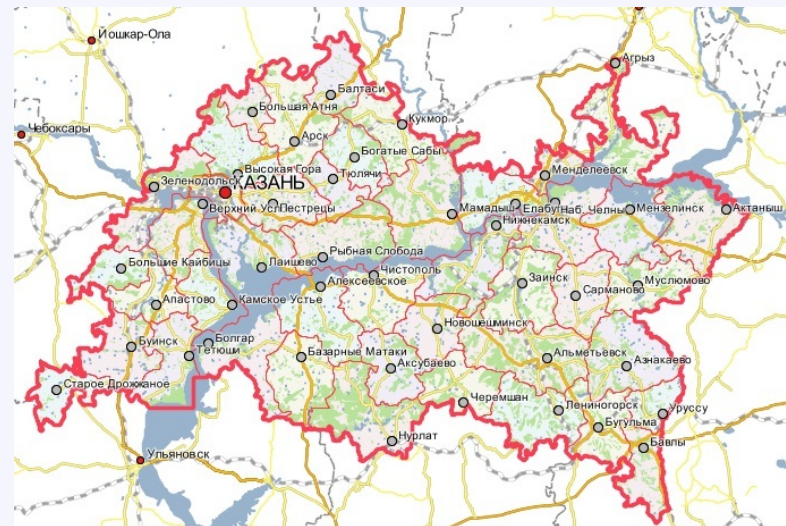 Йошкар-Ола
Агрыз
Балтаси
Большая Атня
Кукмор
Чебоксары
Арск
Богатые Сабы
Высокая Гора
Тюлячи
Менделеевск
Зеленодольск
КАЗАНЬ
Верхний Усл
Пестрецы
Мамадыш
Елабуга
Наб. Челны
Мензелинск
Актаныш
Нижнекамск
Рыбная Слобода
Большие Кайбицы
Лаишево
Чистополь
Алексеевское
Заинск
Муслюмово
Сарманово
Апастово
Камское Устье
Новошешминск
Буинск
Болгар
Тетюши
Базарные Матаки
Альметьевск
Азнакаево
Аксубаево
Старое Дрожжаное
Черемшан
Лениногорск
Уруссу
Бугульма
Нурлат
Бавлы
Ульяновск